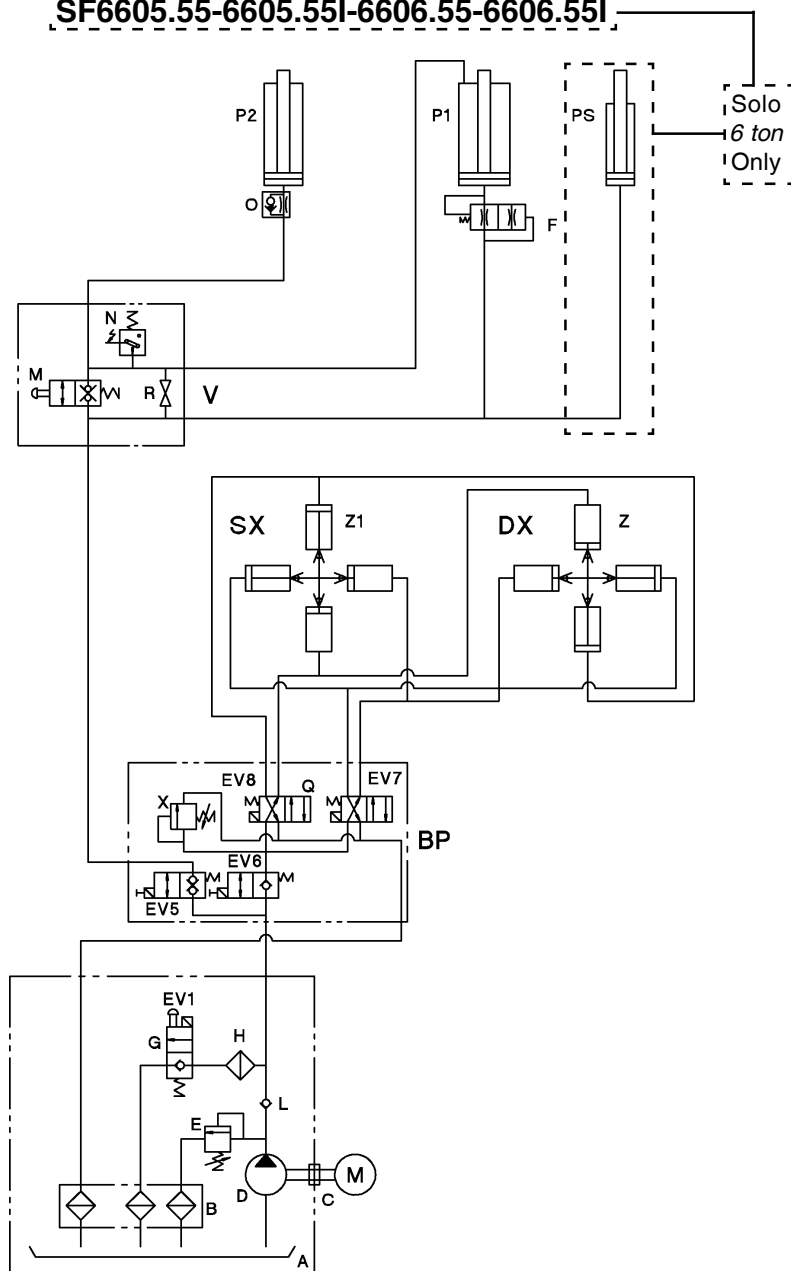 SF6605.55-6605.55I-6606.55-6606.55I
Solo
6 ton
Only
P2
P1
PS
O
F
N
M
R
V
SX
Z1
DX
Z
EV8
Q
EV7
X
BP
EV6
EV5
EV1
G
H
L
E
M
D
C
B
A